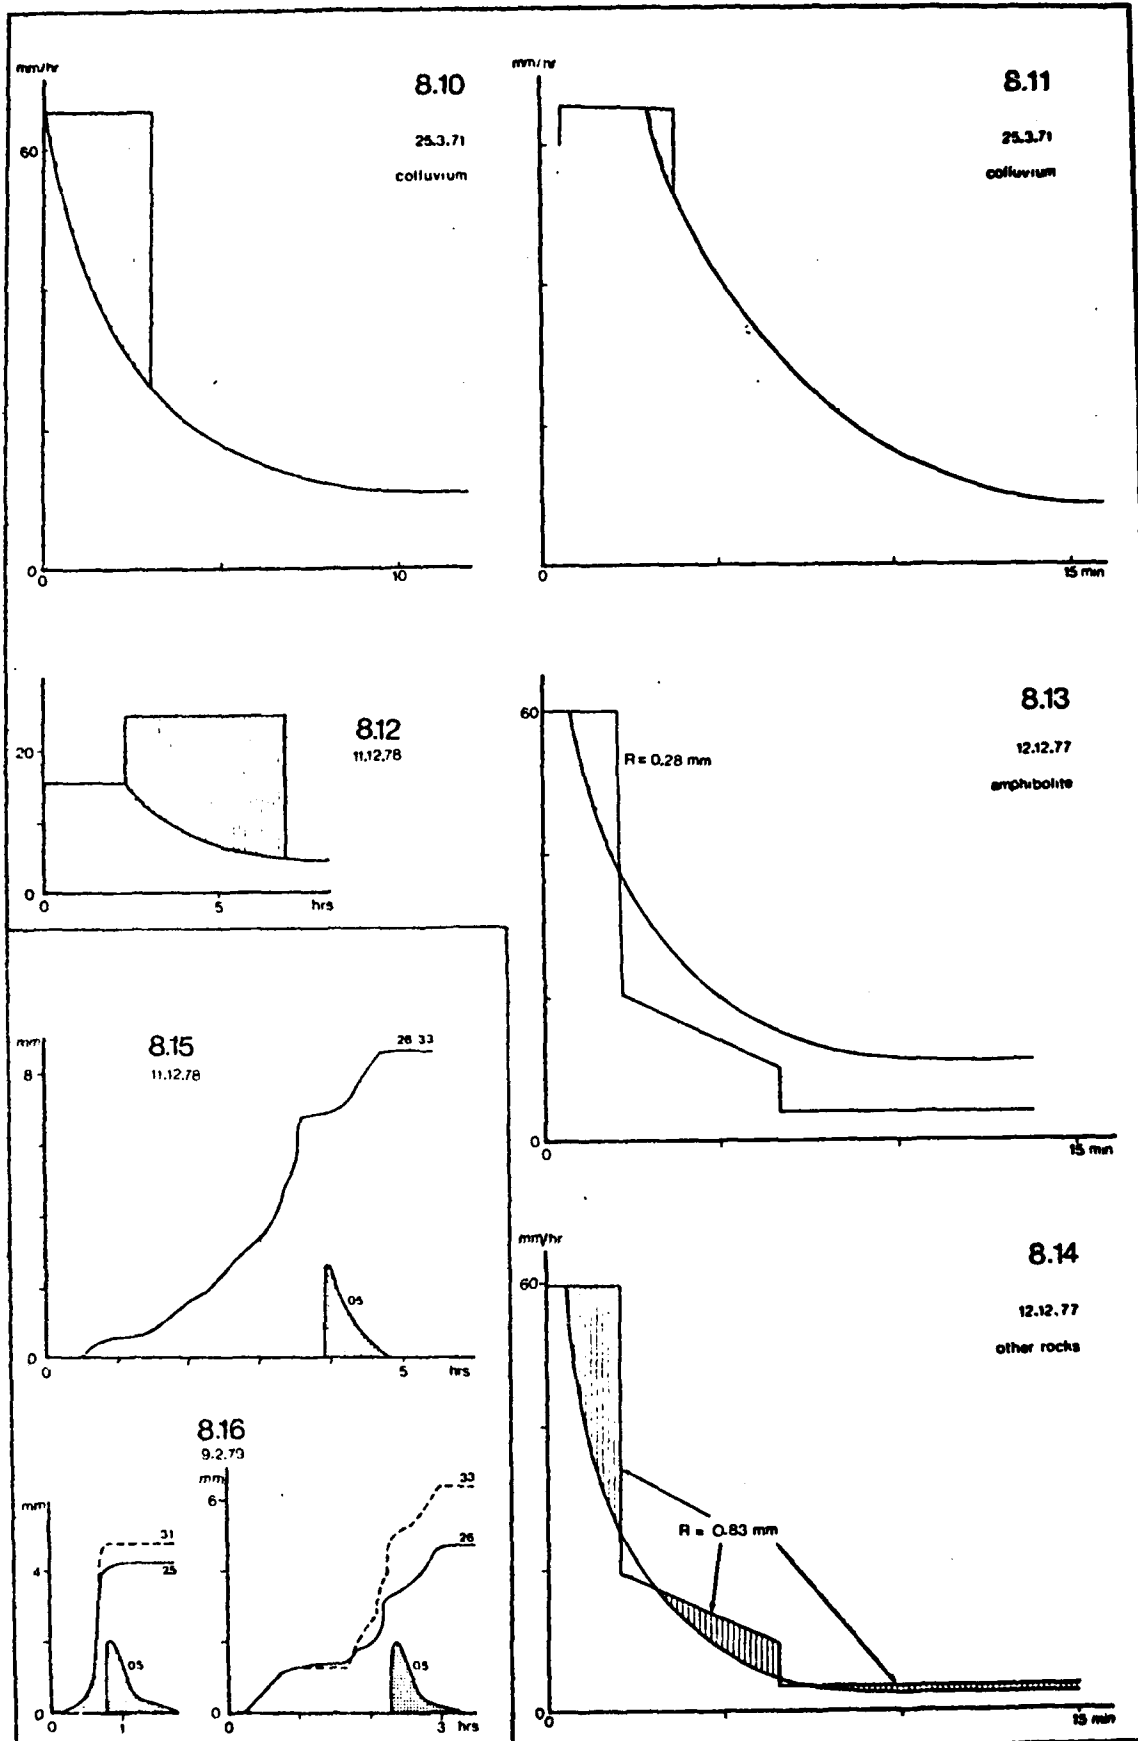 mm/hr
8.10
25.3.71
colluvium
60
0
0
10
mm/hr
8.11
25.3.71
colluvium
0
15 min
8.12
11.12.78
20
0
0
5
hrs
8.13
12.12.77
amphibolite
60
R = 0.28 mm
0
0
15 min
8.15
11.12.78
mm
8
26 33
05
0
0
5
hrs
8.14
12.12.77
other rocks
mm/hr
60
R = 0.83 mm
0
0
15 min
8.16
9.2.79
mm
4
31
25
05
0
0
1
mm
6
33
26
05
0
0
3 hrs